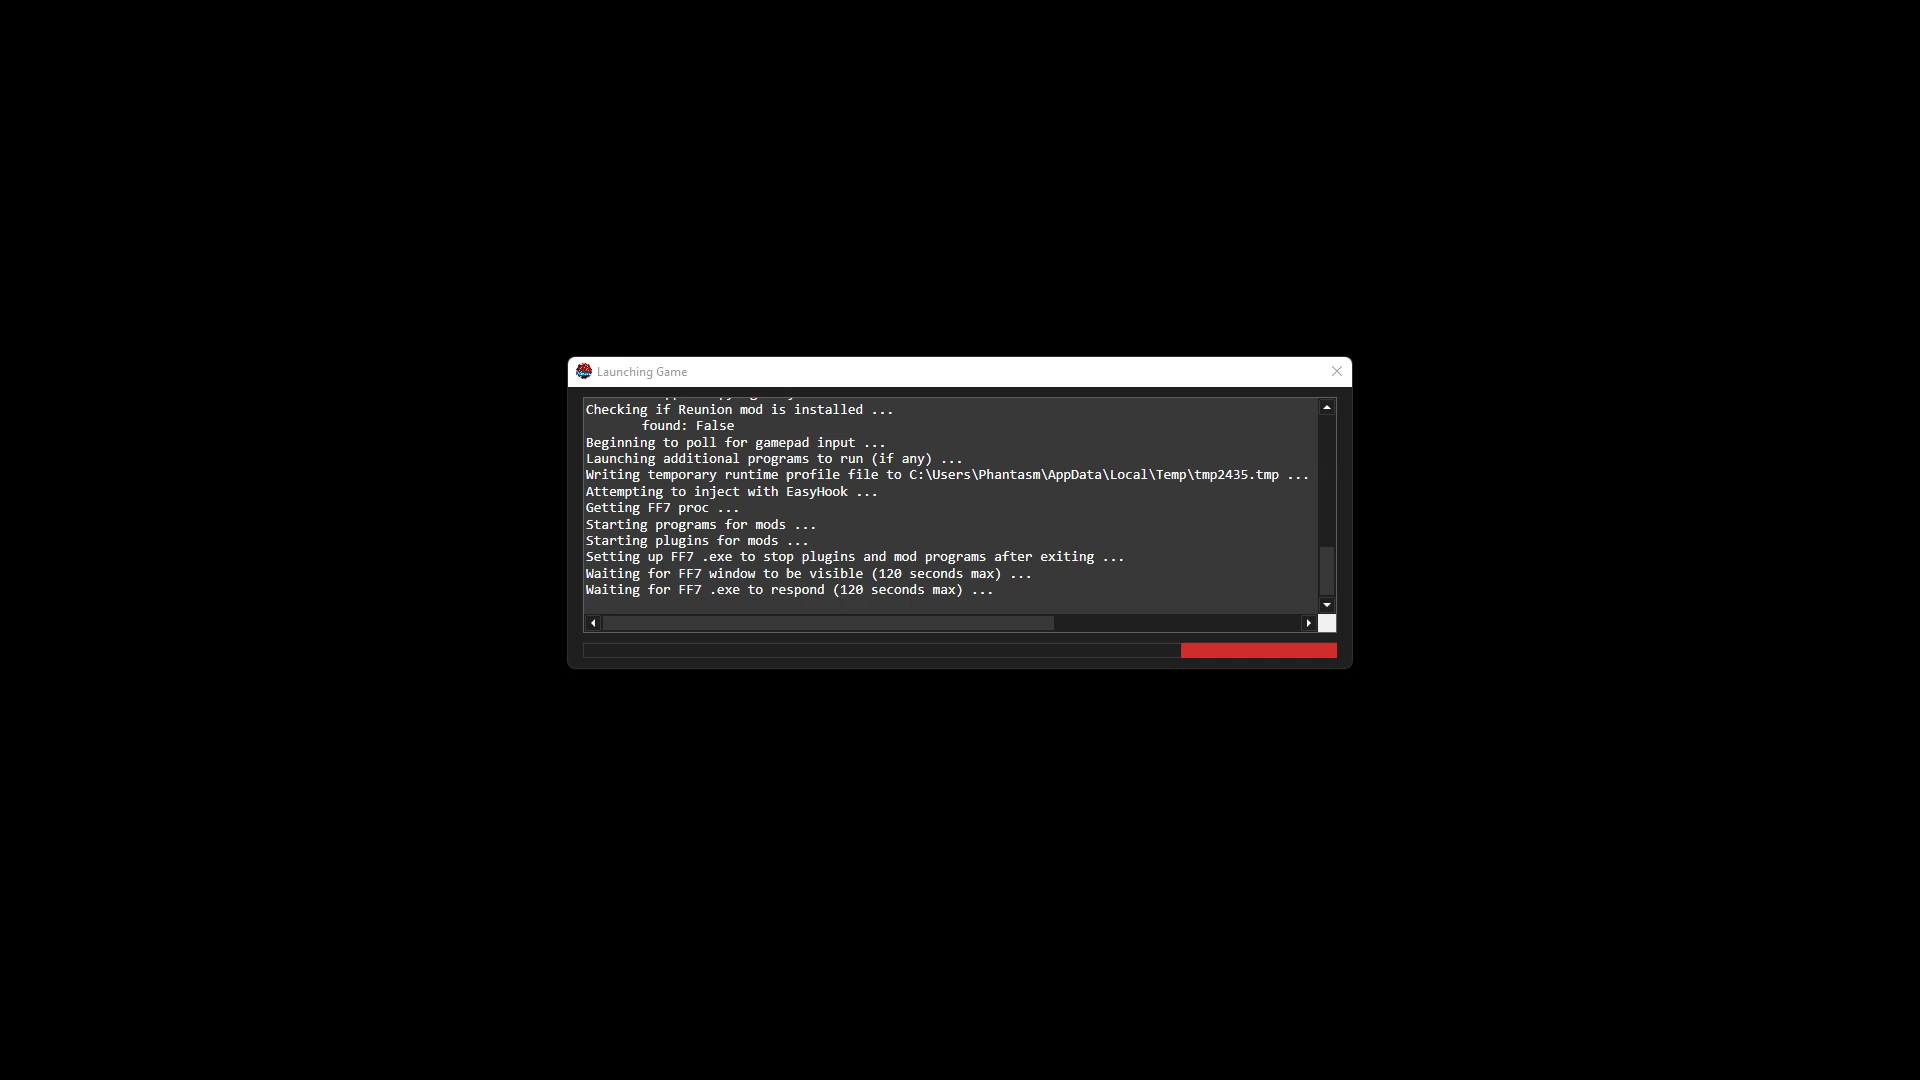 Launching Game
Checking if Reunion mod is installed ...
found: False
Beginning to poll for gamepad input ...
Launching additional programs to run (if any) ...
Writing temporary runtime profile file to C:\Users\Phantasm\AppData\Local\Temp\tmp2435.tmp ...
Attempting to inject with EasyHook ...
Getting FF7 proc ...
Starting programs for mods ...
Starting plugins for mods ...
Setting up FF7 .exe to stop plugins and mod programs after exiting ...
Waiting for FF7 window to be visible (120 seconds max) ...
Waiting for FF7 .exe to respond (120 seconds max) ...